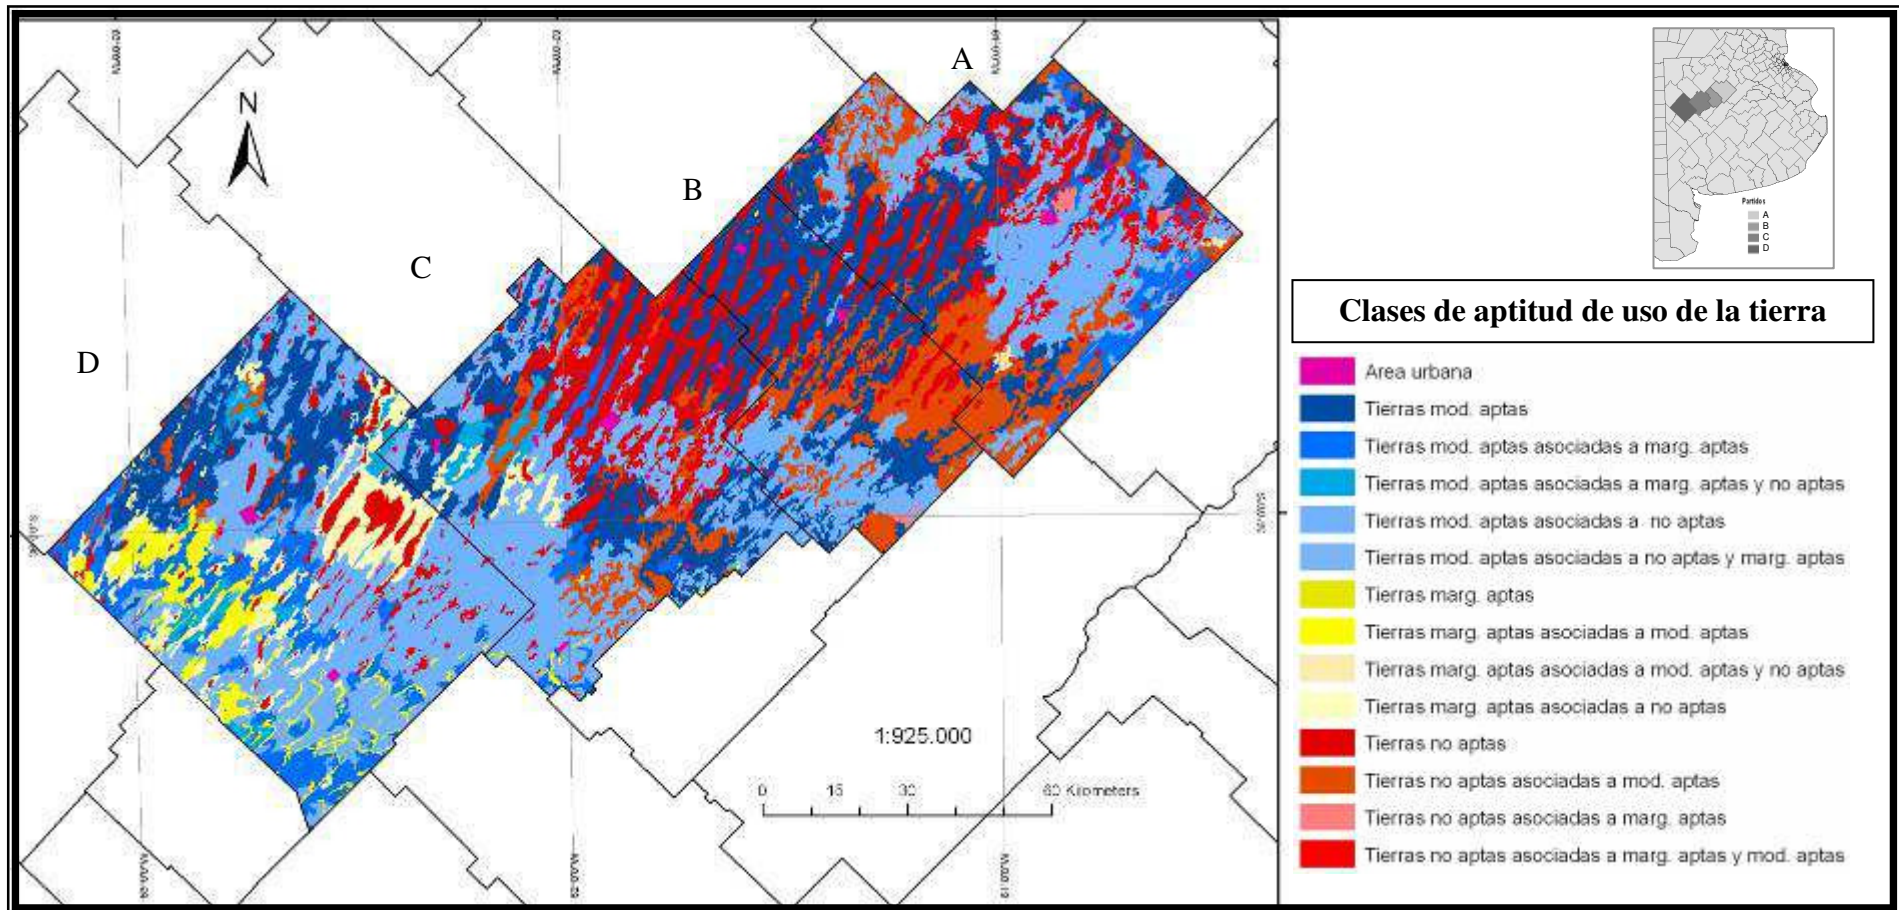 A
N
B
C
D
1:925.000
0 15 30 60 Kilometers
Partidos
A
B
C
D
Clases de aptitud de uso de la tierra
Area urbana
Tierras mod. aptas
Tierras mod. aptas asociadas a marg. aptas
Tierras mod. aptas asociadas a marg. aptas y no aptas
Tierras mod. aptas asociadas a no aptas
Tierras mod. aptas asociadas a no aptas y marg. aptas
Tierras marg. aptas
Tierras marg. aptas asociadas a mod. aptas
Tierras marg. aptas asociadas a mod. aptas y no aptas
Tierras marg. aptas asociadas a no aptas
Tierras no aptas
Tierras no aptas asociadas a mod. aptas
Tierras no aptas asociadas a marg. aptas
Tierras no aptas asociadas a marg. aptas y mod. aptas